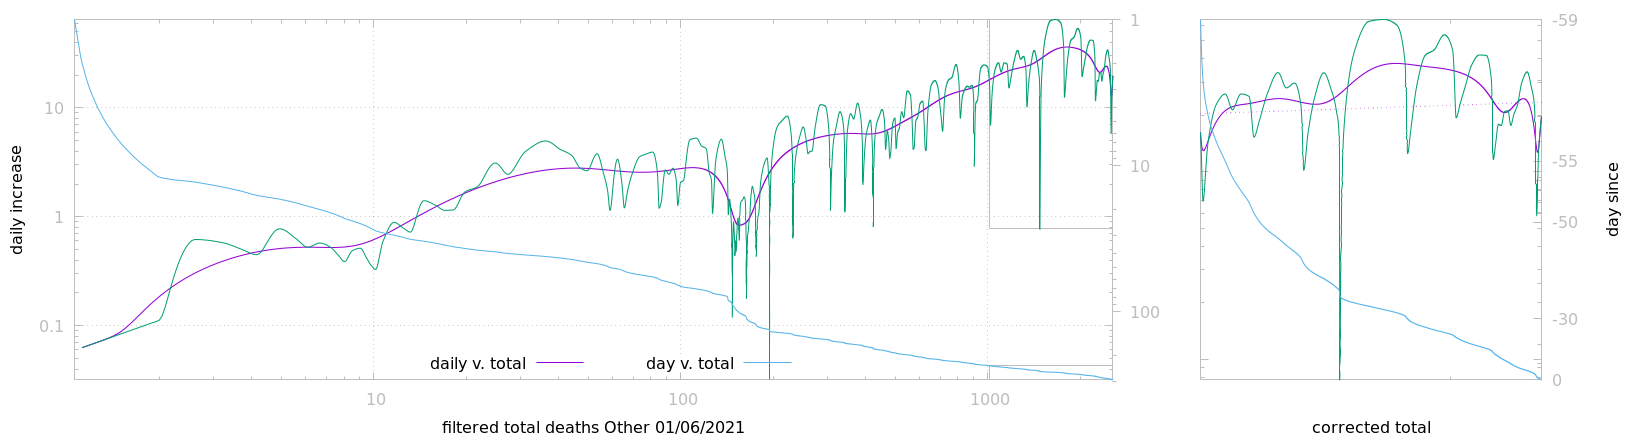 daily increase
10
1
0.1
1
10
100
daily v. total
day v. total
10
100
1000
filtered total deaths Other 01/06/2021
-59
-55
-50
-30
0
day since
corrected total